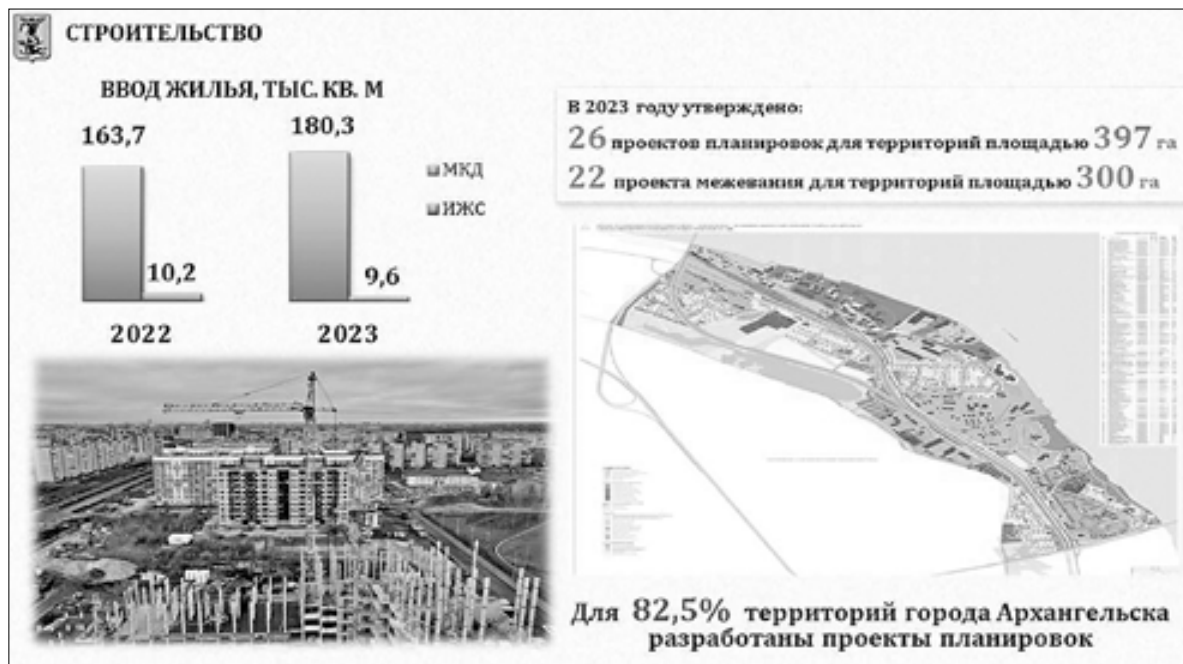 СТРОИТЕЛЬСТВО
ВВОД ЖИЛЬЯ, ТЫС. КВ. М
163,7
180,3
МКД
ИЖС
10,2
9,6
2022
2023
В 2023 году утверждено:
26 проектов планировок для территорий площадью 397 га
22 проекта межевания для территорий площадью 300 га
Для 82,5% территорий города Архангельска
разработаны проекты планировок